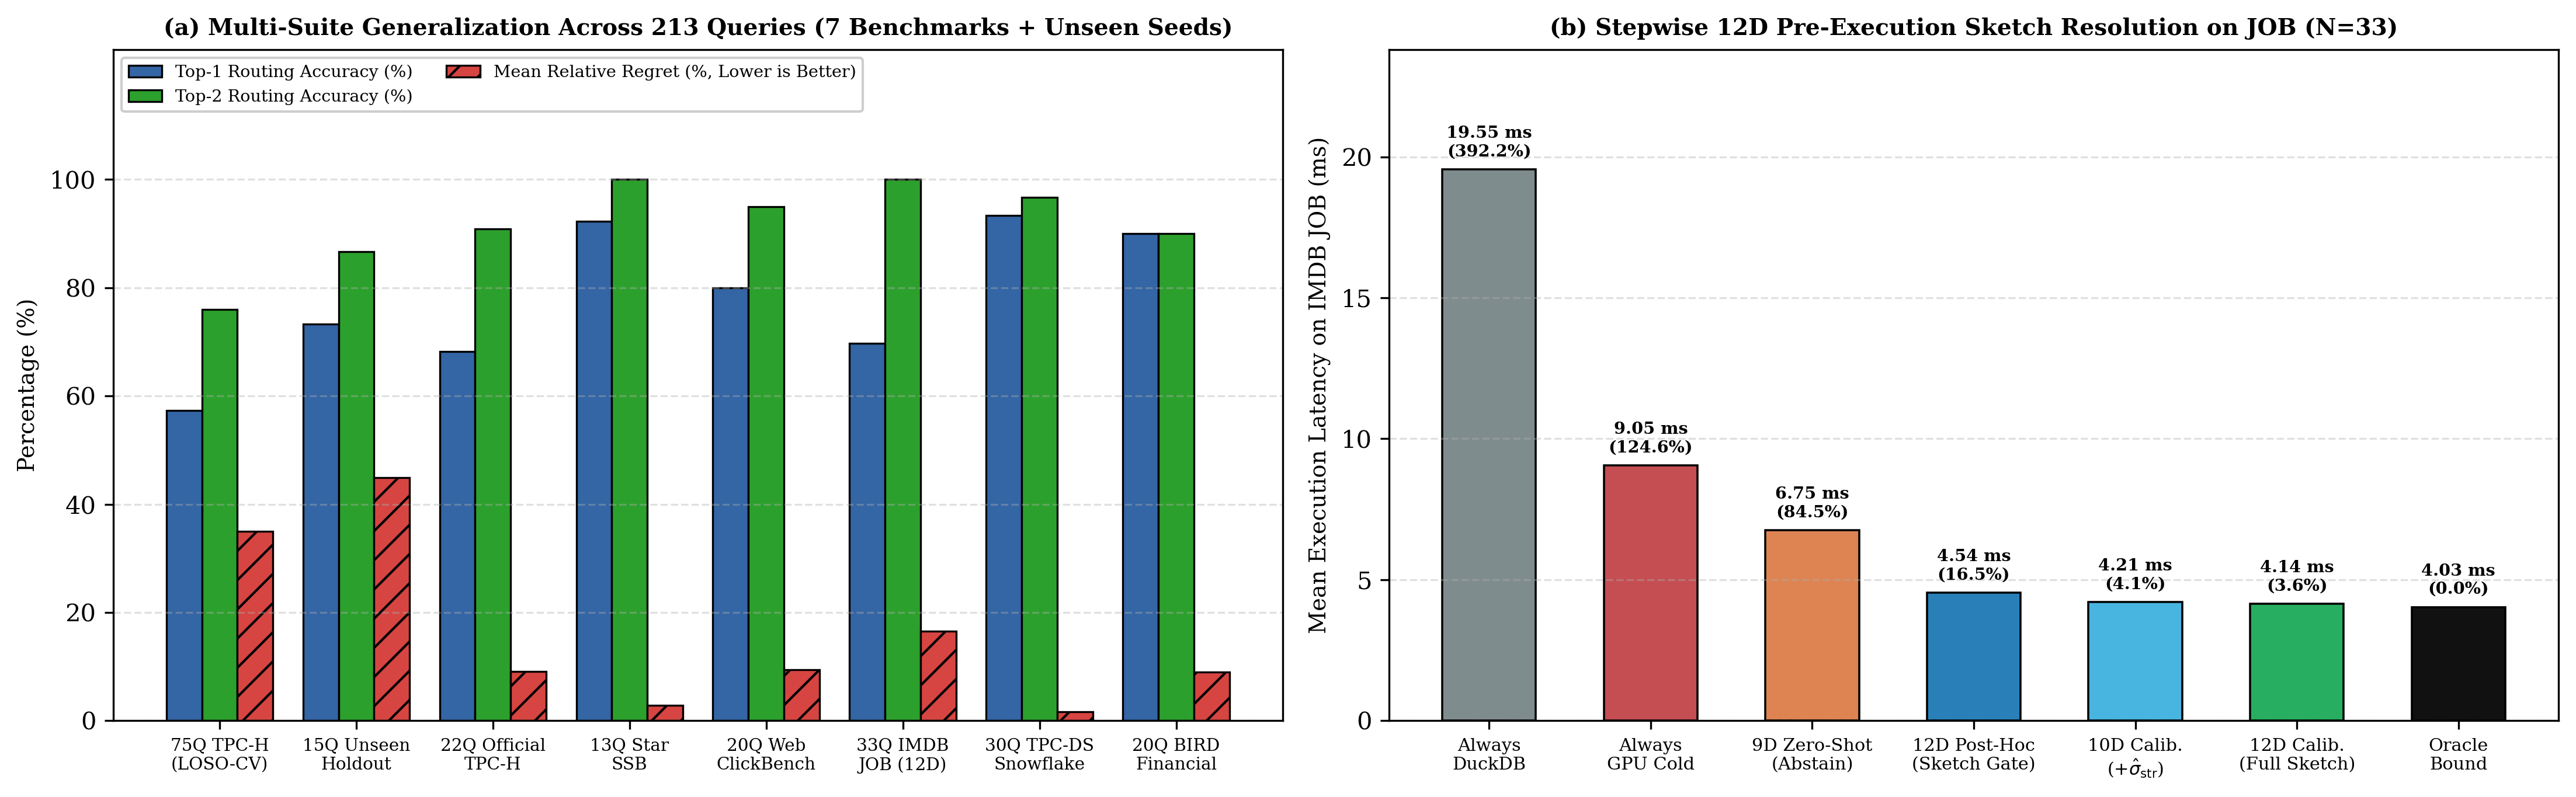 (a) Multi-Suite Generalization Across 213 Queries (7 Benchmarks + Unseen Seeds)
Top-1 Routing Accuracy (%)
Top-2 Routing Accuracy (%)
Mean Relative Regret (%, Lower is Better)
Percentage (%)
100
80
60
40
20
0
75Q TPC-H
(LOSO-CV)
15Q Unseen
Holdout
22Q Official
TPC-H
13Q Star
SSB
20Q Web
ClickBench
33Q IMDB
JOB (12D)
30Q TPC-DS
Snowflake
20Q BIRD
Financial
(b) Stepwise 12D Pre-Execution Sketch Resolution on JOB (N=33)
Mean Execution Latency on IMDB JOB (ms)
20
15
10
5
0
19.55 ms
(392.2%)
9.05 ms
(124.6%)
6.75 ms
(84.5%)
4.54 ms
(16.5%)
4.21 ms
(4.1%)
4.14 ms
(3.6%)
4.03 ms
(0.0%)
Always
DuckDB
Always
GPU Cold
9D Zero-Shot
(Abstain)
12D Post-Hoc
(Sketch Gate)
10D Calib.
(+σ̂str)
12D Calib.
(Full Sketch)
Oracle
Bound